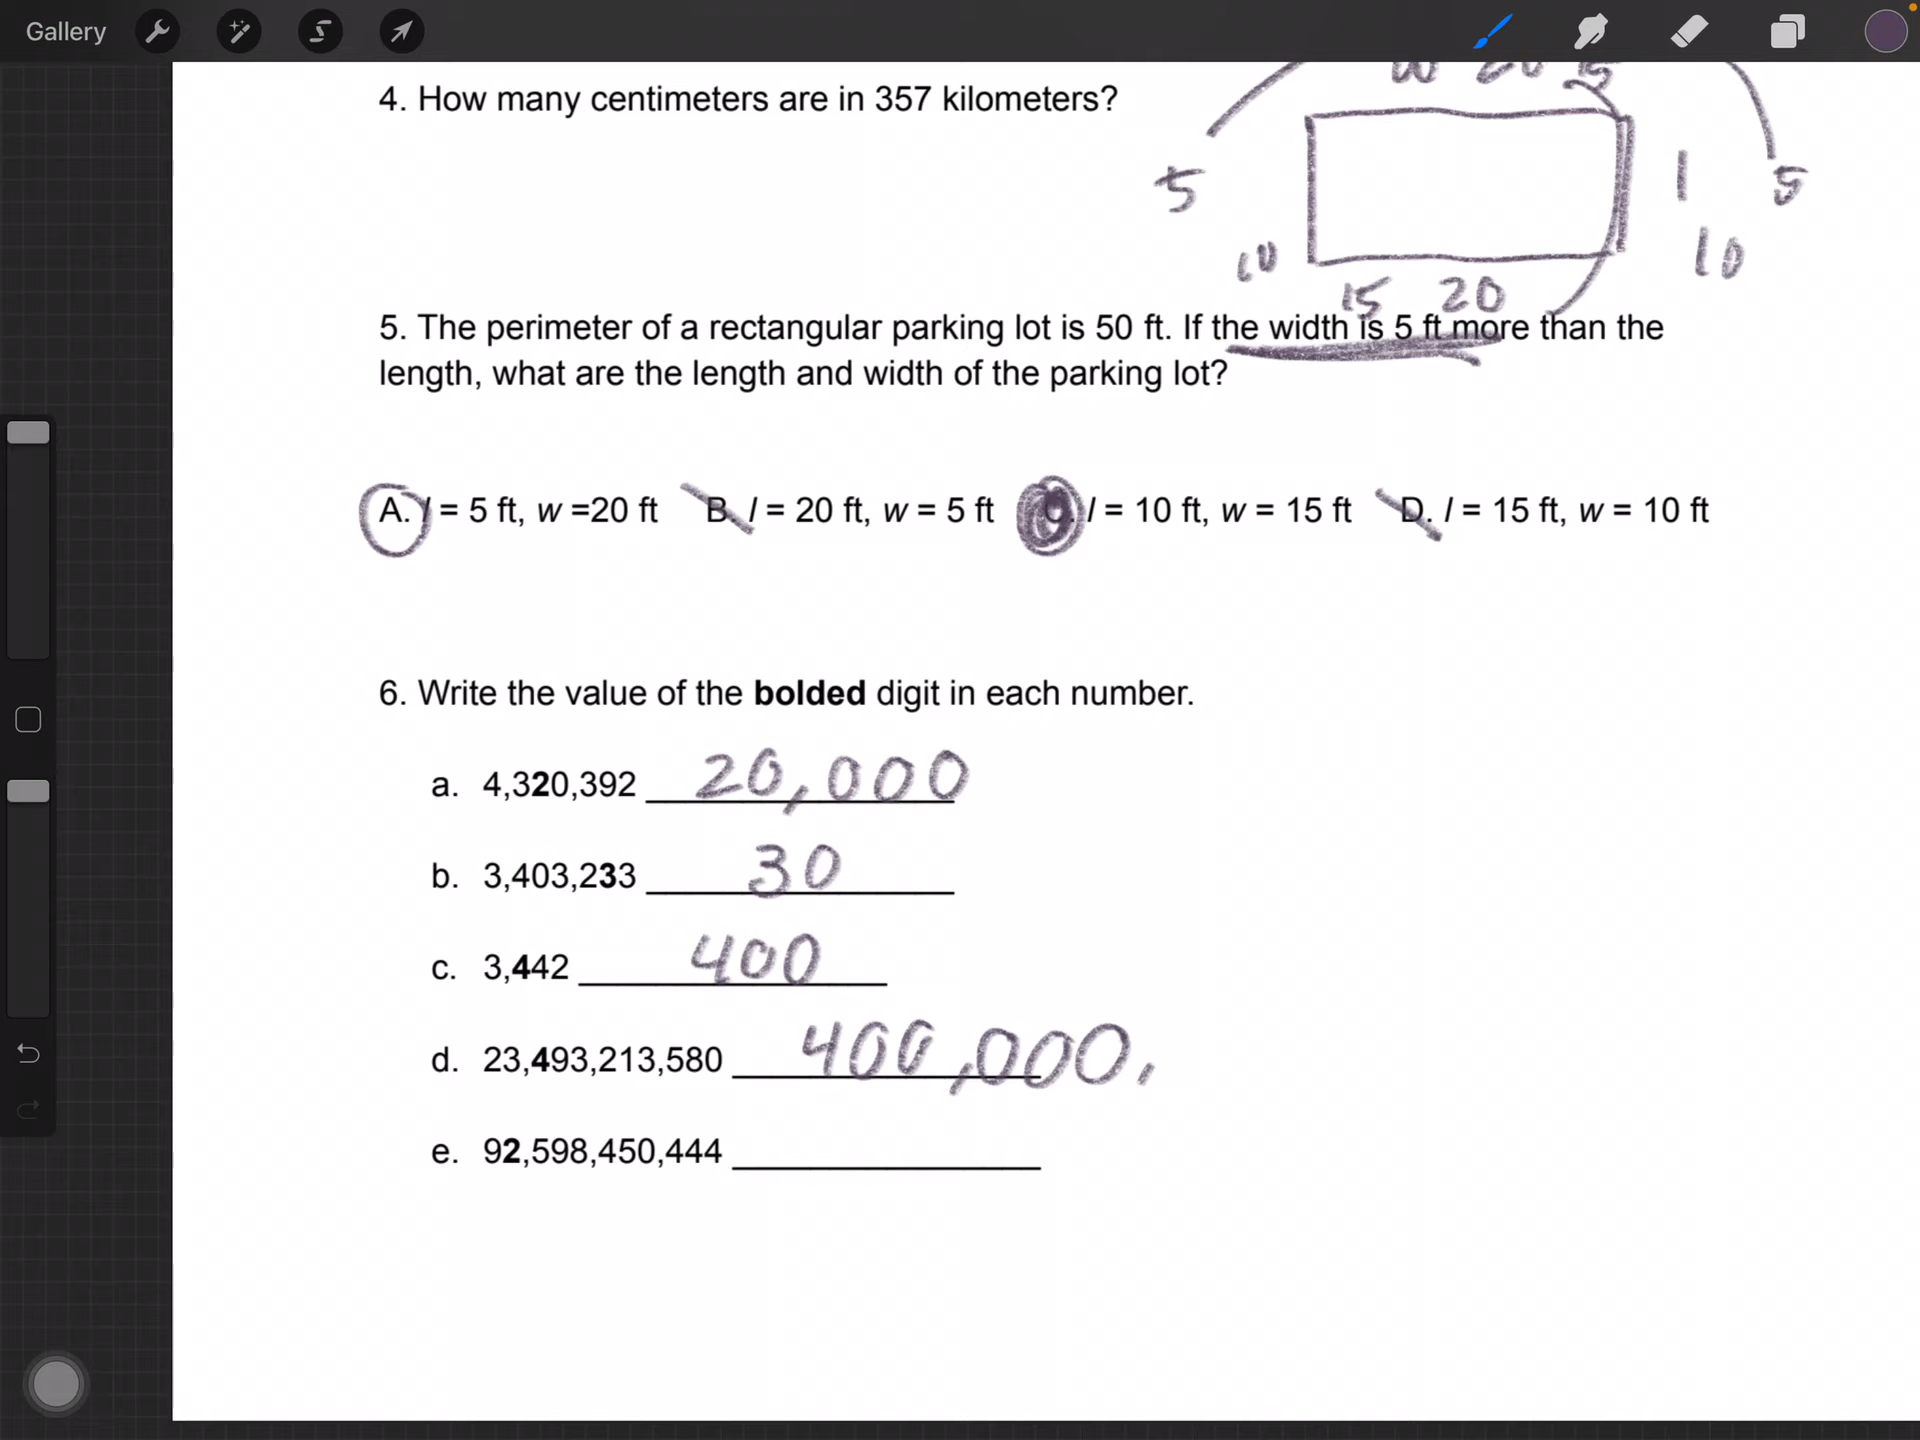 Gallery
4. How many centimeters are in 357 kilometers?
5
1
5
10
10
15 20
5. The perimeter of a rectangular parking lot is 50 ft. If the width is 5 ft more than the
length, what are the length and width of the parking lot?
A. l = 5 ft, w =20 ft B. l = 20 ft, w = 5 ft C. l = 10 ft, w = 15 ft D. l = 15 ft, w = 10 ft
6. Write the value of the bolded digit in each number.
a. 4,320,392 20,000
b. 3,403,233 30
c. 3,442 400
d. 23,493,213,580 400,000,
e. 92,598,450,444